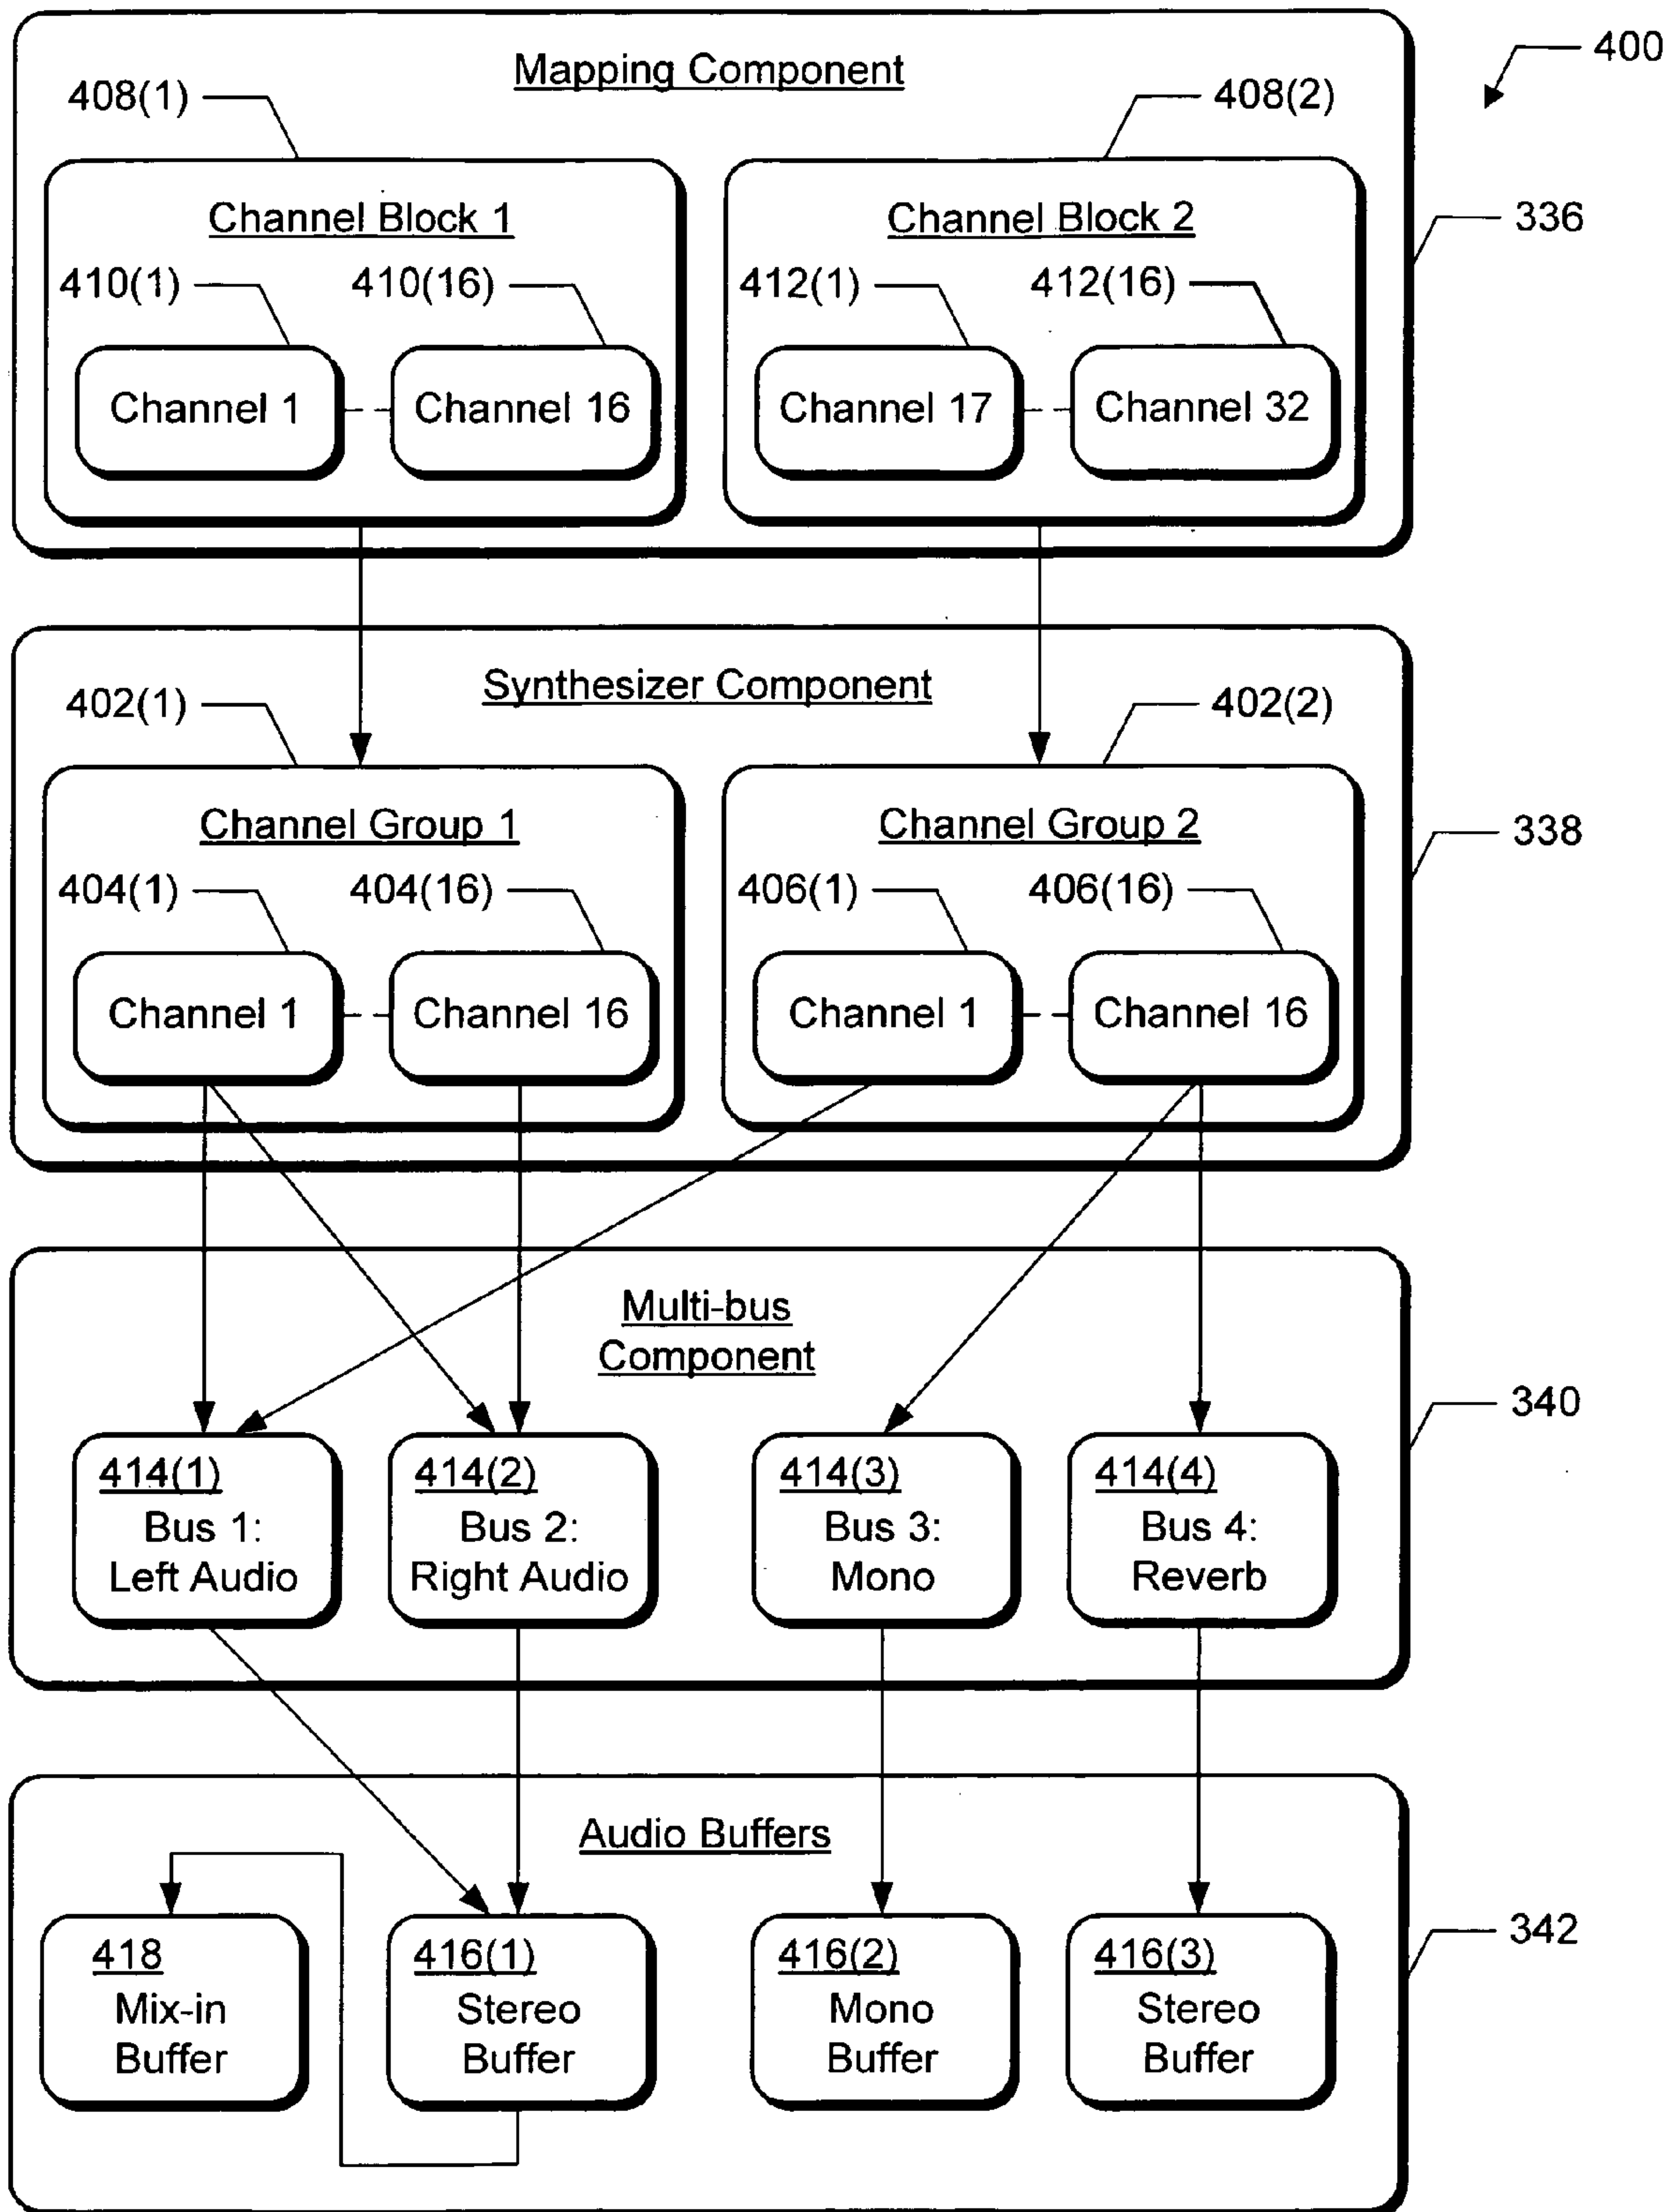 400
Mapping Component
408(1)
408(2)
336
Channel Block 1
Channel Block 2
410(1)
410(16)
412(1)
412(16)
Channel 1
Channel 16
Channel 17
Channel 32
Synthesizer Component
402(1)
402(2)
338
Channel Group 1
Channel Group 2
404(1)
404(16)
406(1)
406(16)
Channel 1
Channel 16
Channel 1
Channel 16
Multi-bus
Component
340
414(1)
Bus 1:
Left Audio
414(2)
Bus 2:
Right Audio
414(3)
Bus 3:
Mono
414(4)
Bus 4:
Reverb
Audio Buffers
342
418
Mix-in
Buffer
416(1)
Stereo
Buffer
416(2)
Mono
Buffer
416(3)
Stereo
Buffer